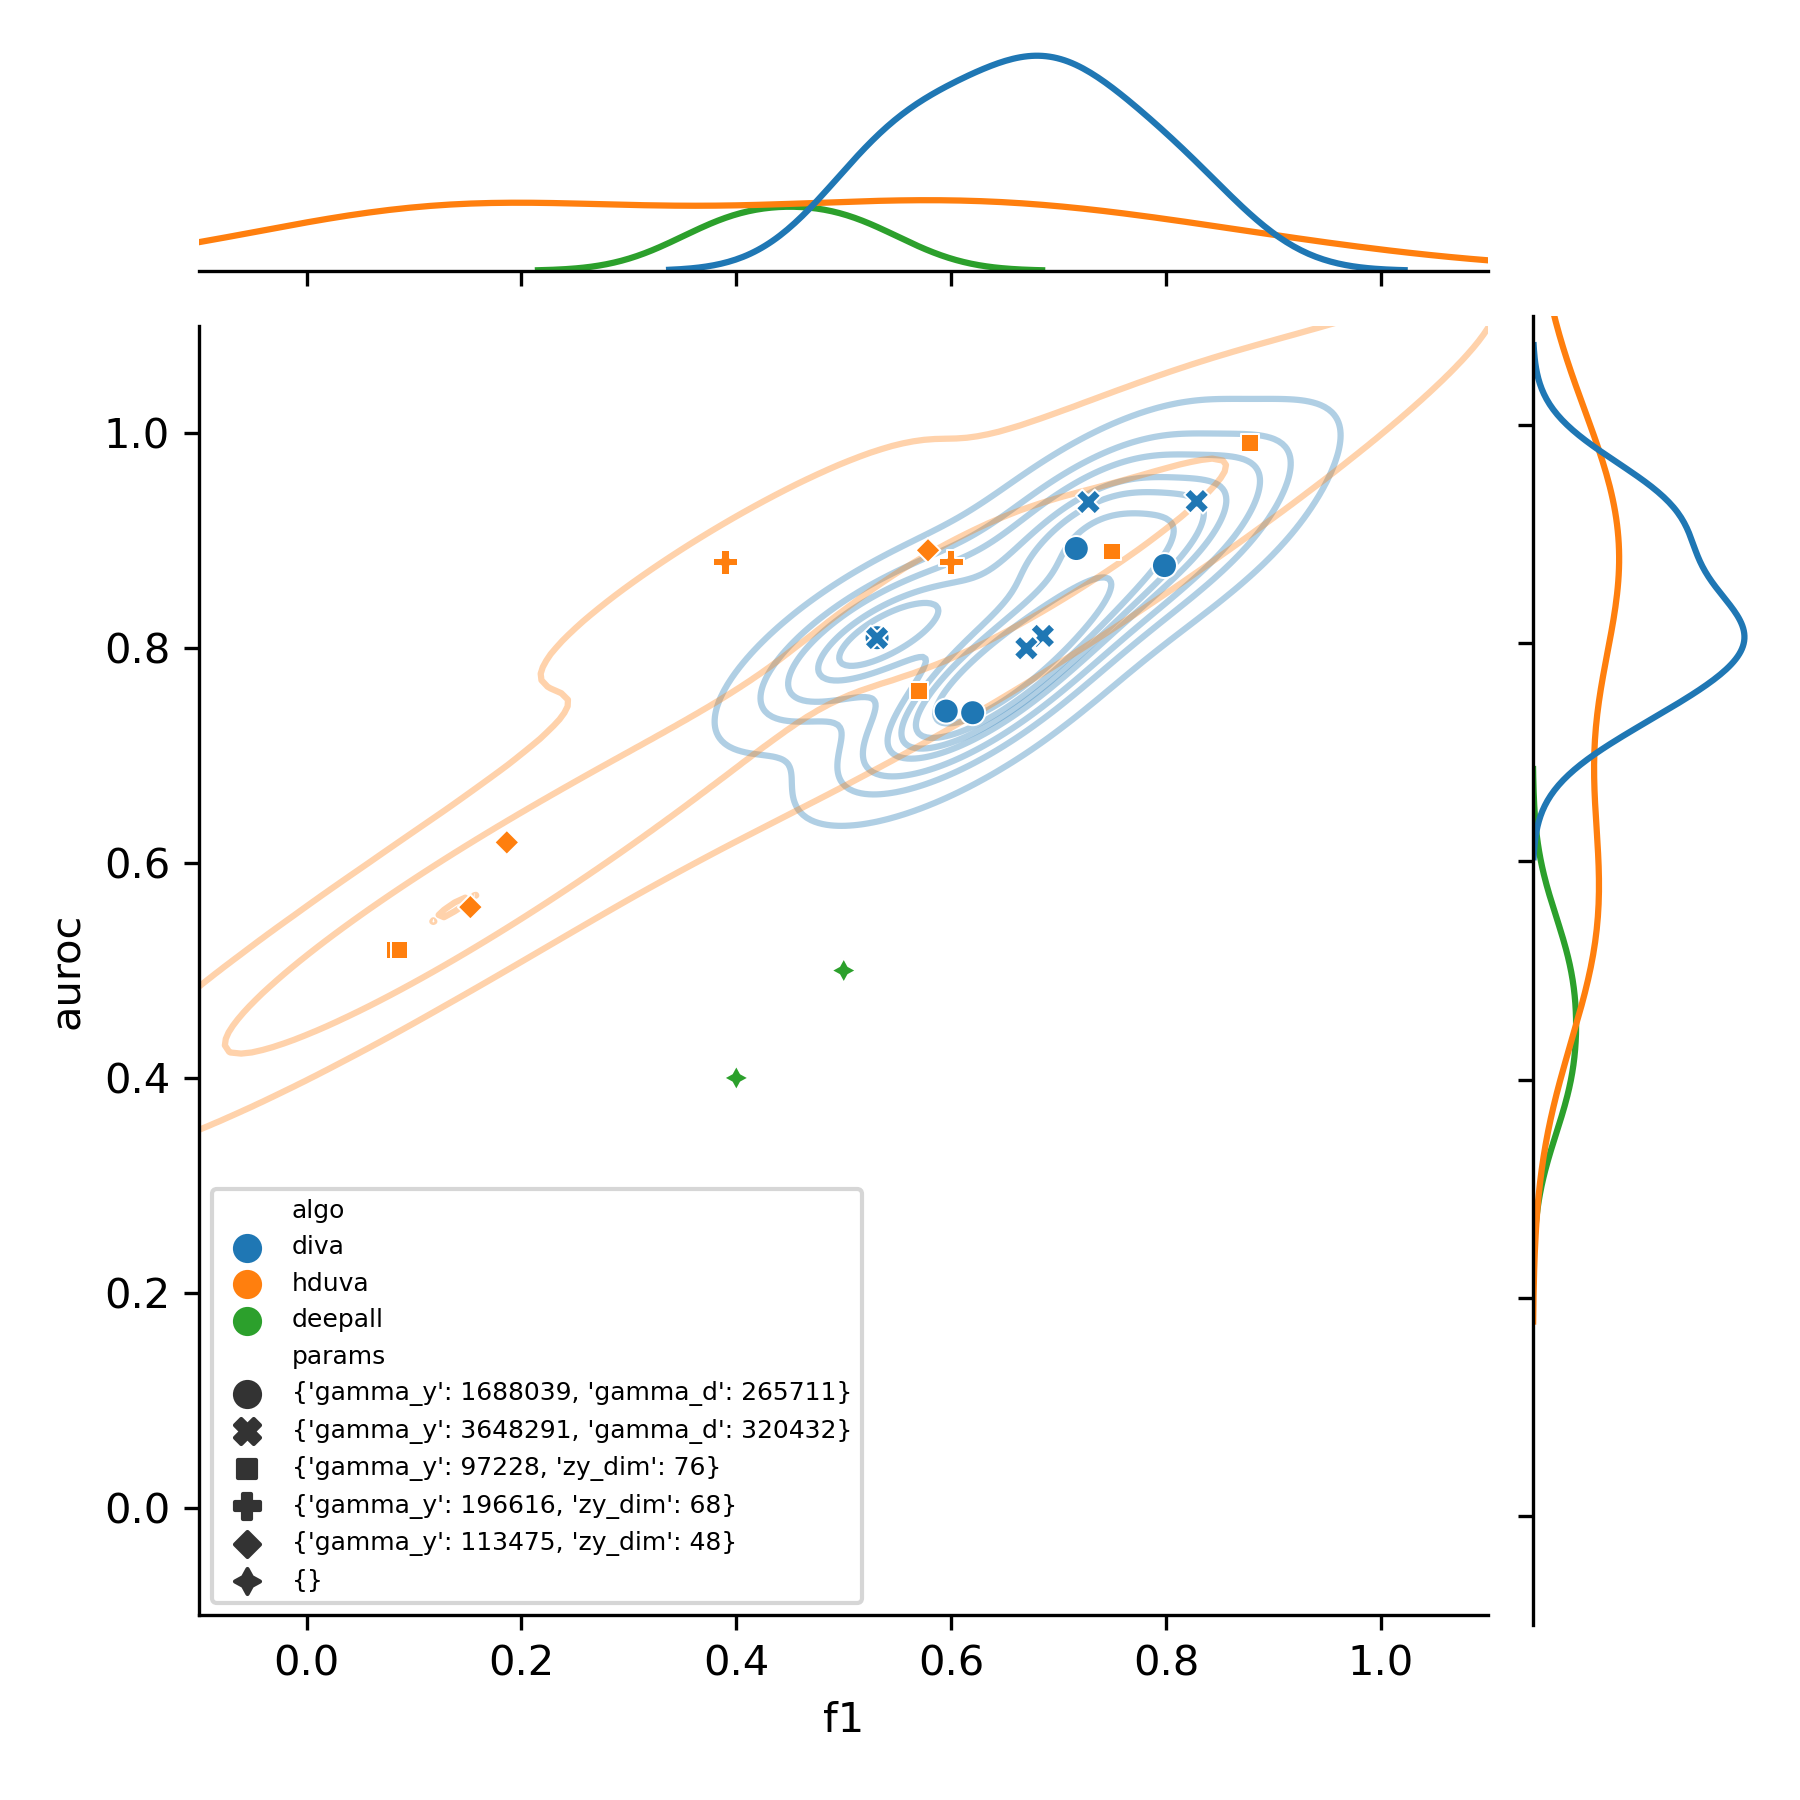 1.0
0.8
0.6
0.4
0.2
0.0
auroc
algo
diva
hduva
deepall
params
{'gamma_y': 1688039, 'gamma_d': 265711}
{'gamma_y': 3648291, 'gamma_d': 320432}
{'gamma_y': 97228, 'zy_dim': 76}
{'gamma_y': 196616, 'zy_dim': 68}
{'gamma_y': 113475, 'zy_dim': 48}
{}
0.0 0.2 0.4 0.6 0.8 1.0
f1